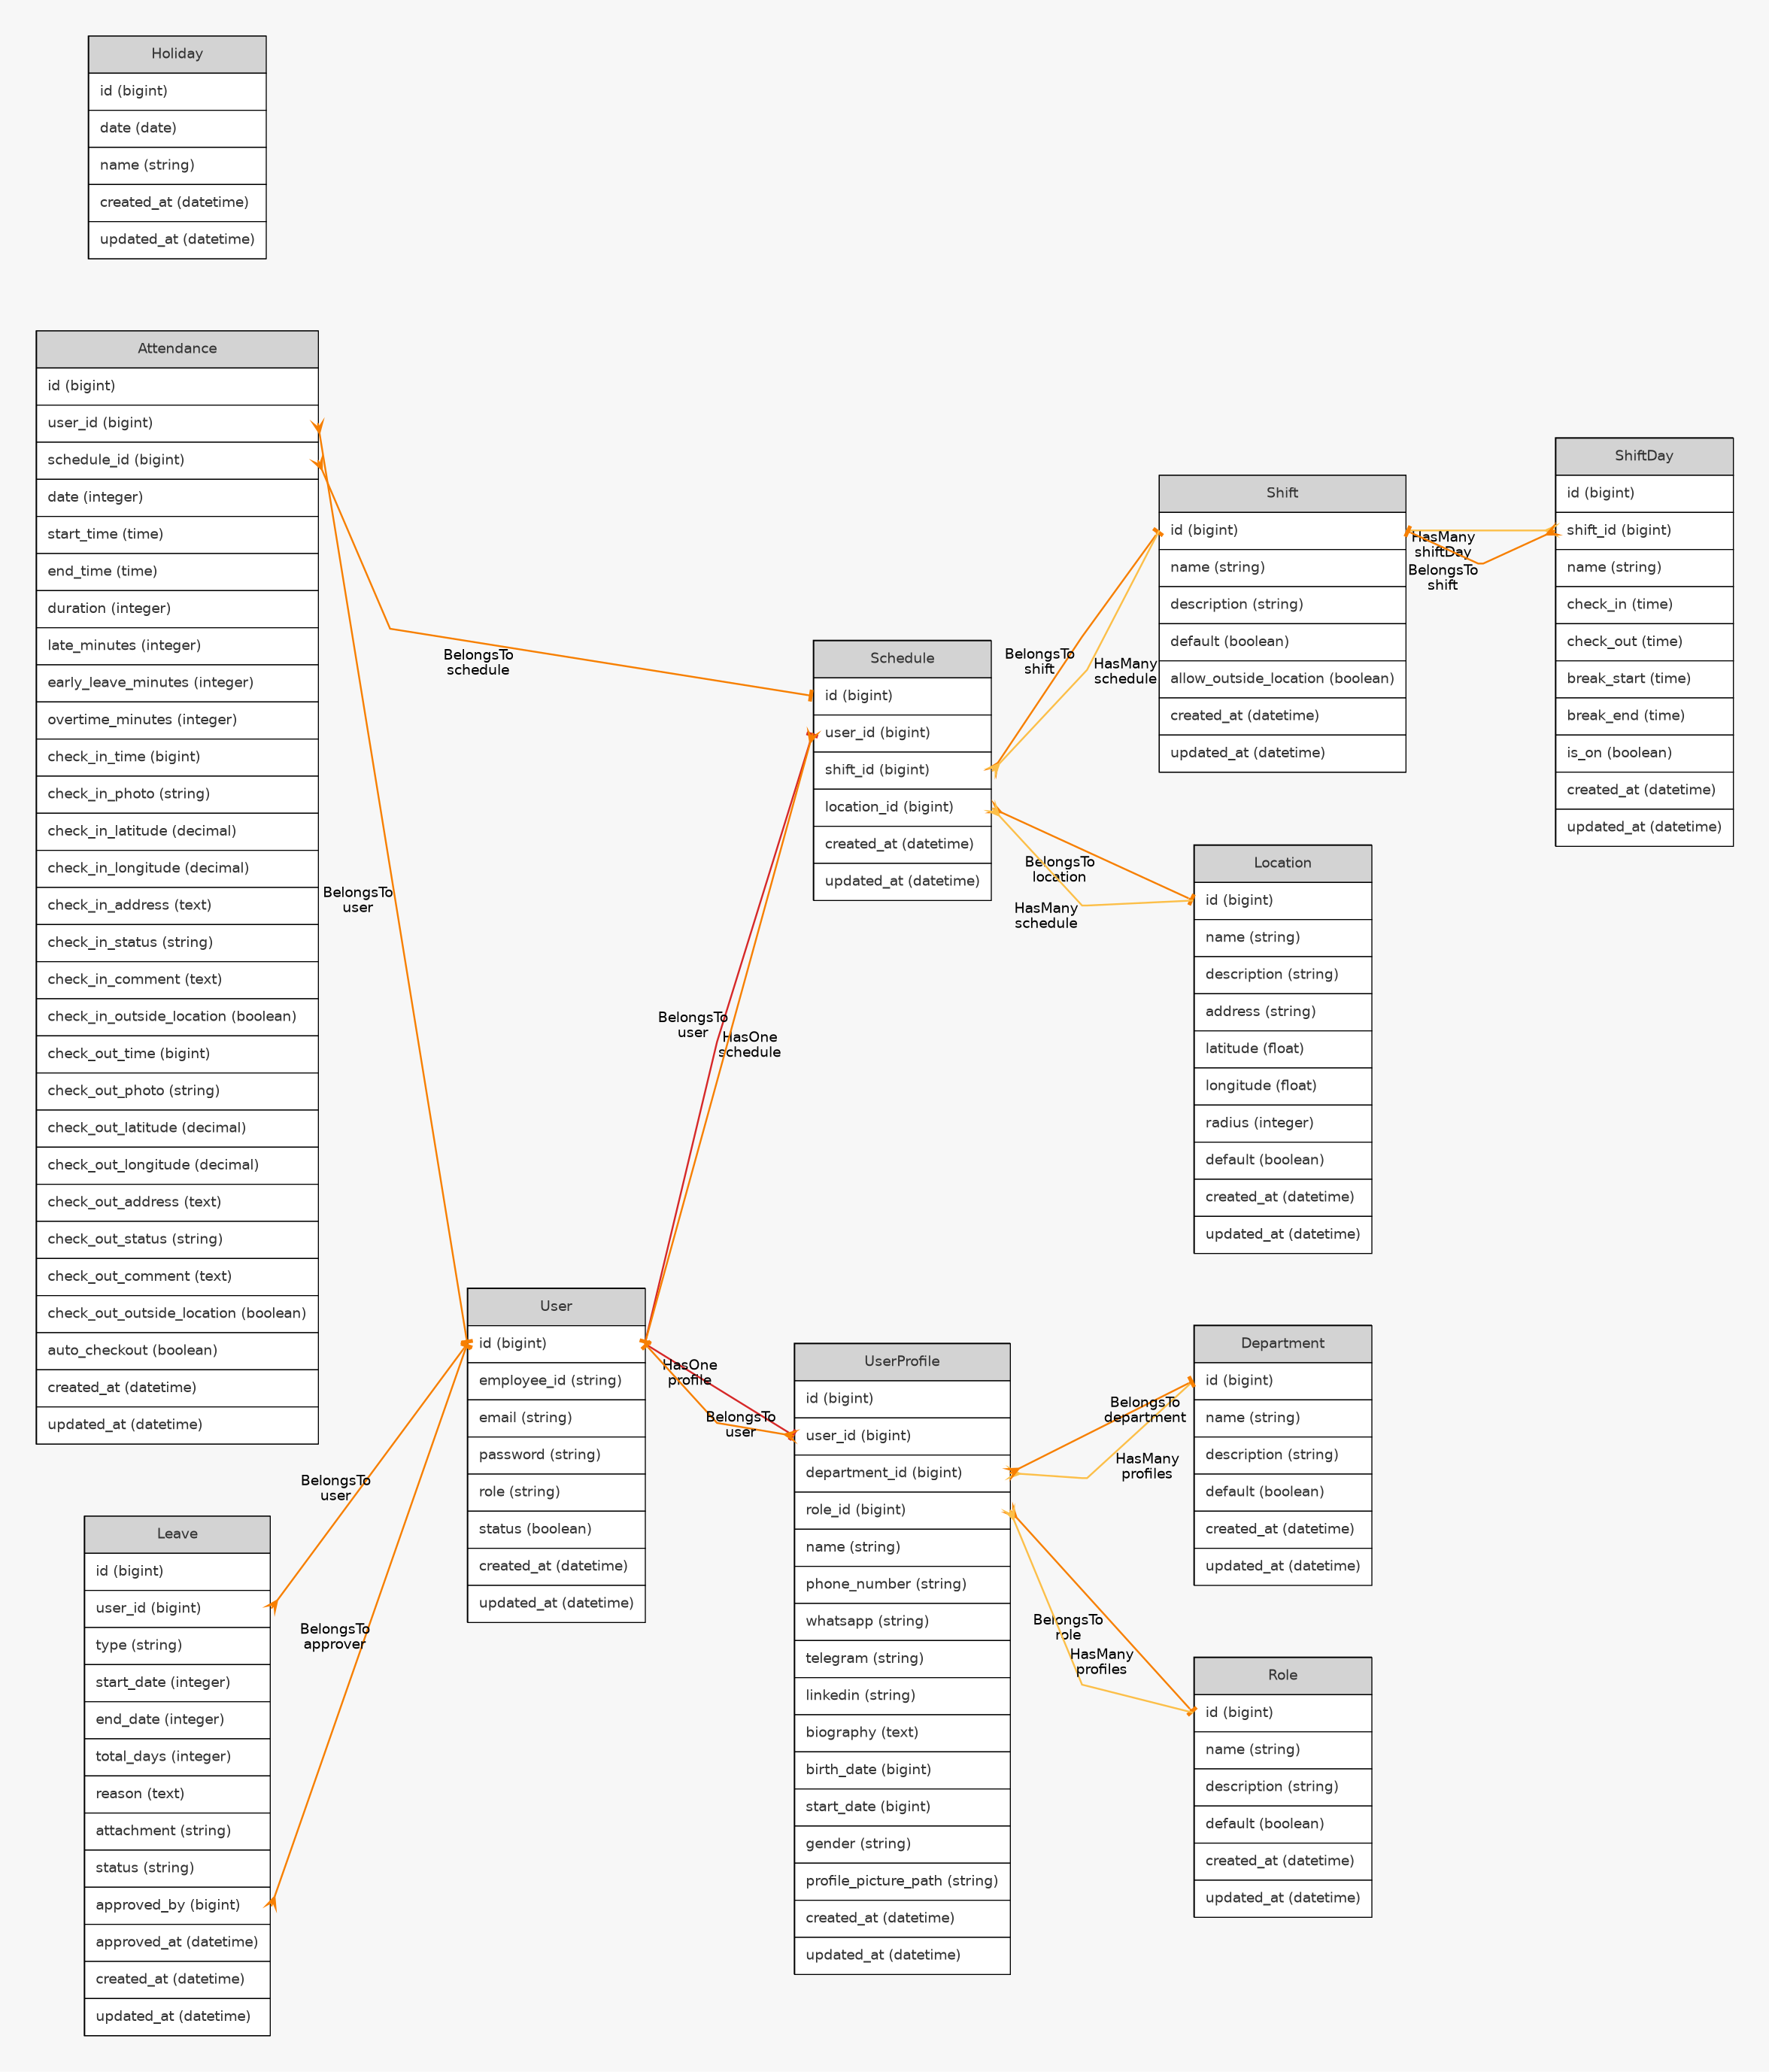 Holiday
id (bigint)
date (date)
name (string)
created_at (datetime)
updated_at (datetime)
Attendance
id (bigint)
user_id (bigint)
schedule_id (bigint)
date (integer)
start_time (time)
end_time (time)
duration (integer)
late_minutes (integer)
early_leave_minutes (integer)
overtime_minutes (integer)
check_in_time (bigint)
check_in_photo (string)
check_in_latitude (decimal)
check_in_longitude (decimal)
check_in_address (text)
check_in_status (string)
check_in_comment (text)
check_in_outside_location (boolean)
check_out_time (bigint)
check_out_photo (string)
check_out_latitude (decimal)
check_out_longitude (decimal)
check_out_address (text)
check_out_status (string)
check_out_comment (text)
check_out_outside_location (boolean)
auto_checkout (boolean)
created_at (datetime)
updated_at (datetime)
Leave
id (bigint)
user_id (bigint)
type (string)
start_date (integer)
end_date (integer)
total_days (integer)
reason (text)
attachment (string)
status (string)
approved_by (bigint)
approved_at (datetime)
created_at (datetime)
updated_at (datetime)
BelongsTo
schedule
BelongsTo
user
BelongsTo
user
BelongsTo
approver
User
id (bigint)
employee_id (string)
email (string)
password (string)
role (string)
status (boolean)
created_at (datetime)
updated_at (datetime)
BelongsTo
user
HasOne
schedule
HasOne
profile
BelongsTo
user
Schedule
id (bigint)
user_id (bigint)
shift_id (bigint)
location_id (bigint)
created_at (datetime)
updated_at (datetime)
UserProfile
id (bigint)
user_id (bigint)
department_id (bigint)
role_id (bigint)
name (string)
phone_number (string)
whatsapp (string)
telegram (string)
linkedin (string)
biography (text)
birth_date (bigint)
start_date (bigint)
gender (string)
profile_picture_path (string)
created_at (datetime)
updated_at (datetime)
BelongsTo
shift
HasMany
schedule
BelongsTo
location
HasMany
schedule
BelongsTo
department
HasMany
profiles
BelongsTo
role
HasMany
profiles
Shift
id (bigint)
name (string)
description (string)
default (boolean)
allow_outside_location (boolean)
created_at (datetime)
updated_at (datetime)
Location
id (bigint)
name (string)
description (string)
address (string)
latitude (float)
longitude (float)
radius (integer)
default (boolean)
created_at (datetime)
updated_at (datetime)
Department
id (bigint)
name (string)
description (string)
default (boolean)
created_at (datetime)
updated_at (datetime)
Role
id (bigint)
name (string)
description (string)
default (boolean)
created_at (datetime)
updated_at (datetime)
HasMany
shiftDay
BelongsTo
shift
ShiftDay
id (bigint)
shift_id (bigint)
name (string)
check_in (time)
check_out (time)
break_start (time)
break_end (time)
is_on (boolean)
created_at (datetime)
updated_at (datetime)